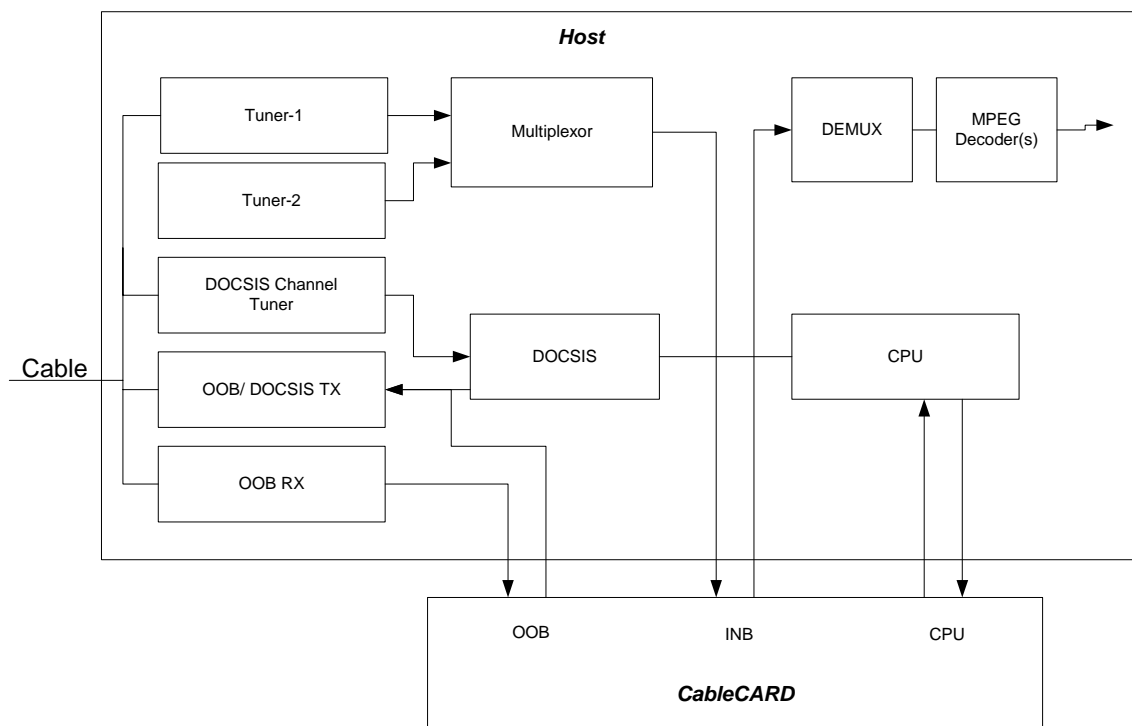 Host
Tuner-1
Multiplexor
DEMUX
MPEG
Decoder(s)
Tuner-2
DOCSIS Channel
Tuner
DOCSIS
CPU
Cable
OOB/ DOCSIS TX
OOB RX
OOB
INB
CPU
CableCARD